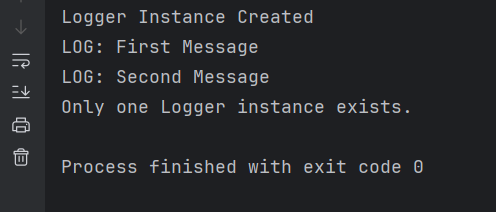 Logger Instance Created
LOG: First Message
LOG: Second Message
Only one Logger instance exists.
Process finished with exit code 0